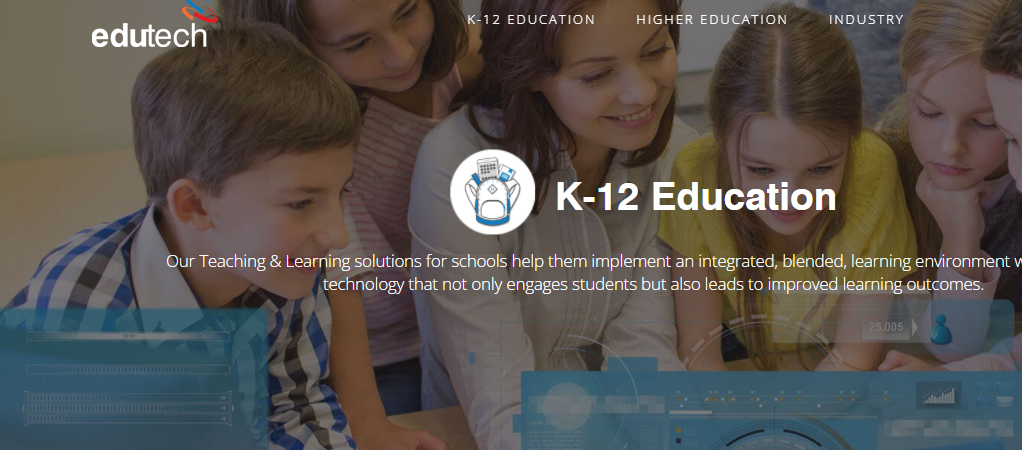 edutech
K-12 EDUCATION HIGHER EDUCATION INDUSTRY
K-12 Education
Our Teaching & Learning solutions for schools help them implement an integrated, blended, learning environment
technology that not only engages students but also leads to improved learning outcomes.
25,005